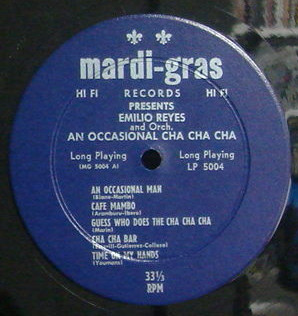 mardi-gras
HI FI RECORDS HI FI
PRESENTS
EMILIO REYES
and Orch.
AN OCCASIONAL CHA CHA CHA
Long Playing Long Playing
(MG 5004 A) LP 5004
AN OCCASIONAL MAN
(Blane-Martin)
CAFE MAMBO
(Aramburu-Ibera)
GUESS WHO DOES THE CHA CHA CHA
(Marin)
CHA CHA BAR
TIME ON MY HANDS
(Youmans)
33⅓
RPM